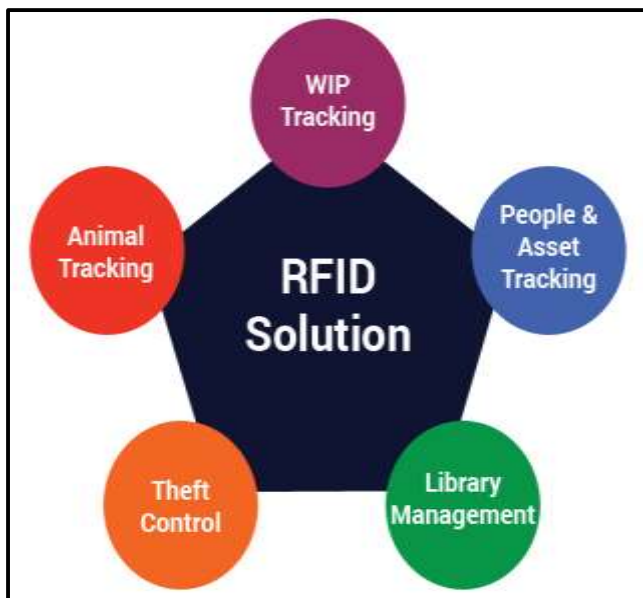 WIP
Tracking
Animal
Tracking
People &
Asset
Tracking
RFID
Solution
Theft
Control
Library
Management